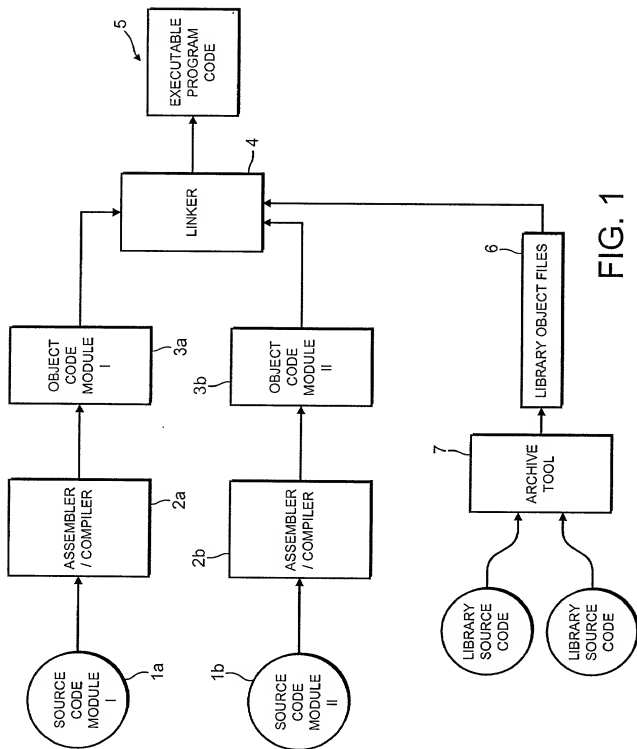 SOURCE
CODE
MODULE
I
1a
ASSEMBLER
/ COMPILER
2a
OBJECT
CODE
MODULE
I
3a
SOURCE
CODE
MODULE
II
1b
ASSEMBLER
/ COMPILER
2b
OBJECT
CODE
MODULE
II
3b
LINKER
4
EXECUTABLE
PROGRAM
CODE
5
LIBRARY
SOURCE
CODE
LIBRARY
SOURCE
CODE
ARCHIVE
TOOL
7
LIBRARY OBJECT FILES
6
FIG. 1